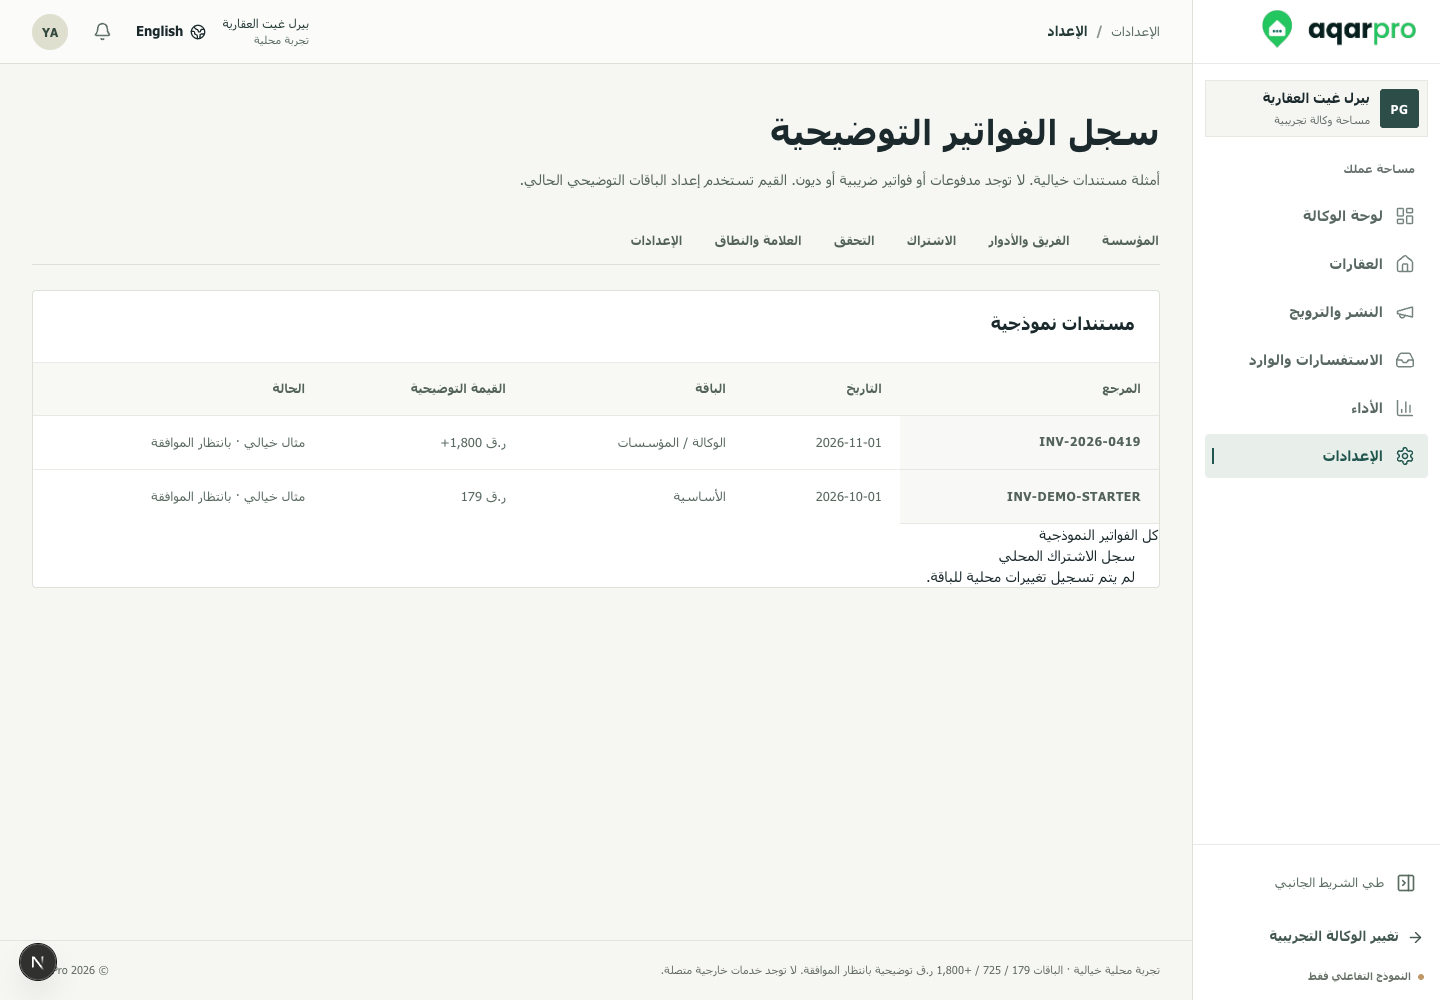 aqarpro
PG
بيرل غيت العقارية
مساحة وكالة تجريبية
مساحة عملك
لوحة الوكالة
العقارات
النشر والترويج
الاستفسارات والوارد
الأداء
الإعدادات
طي الشريط الجانبي
تغيير الوكالة التجريبية
النموذج التفاعلي فقط
الإعدادات / الإعداد
بيرل غيت العقارية
تجربة محلية
English
YA
سجل الفواتير التوضيحية
أمثلة مستندات خيالية. لا توجد مدفوعات أو فواتير ضريبية أو ديون. القيم تستخدم إعداد الباقات التوضيحي الحالي.
المؤسسة الفريق والأدوار الاشتراك التحقق العلامة والنطاق الإعدادات
مستندات نموذجية
المرجع التاريخ الباقة القيمة التوضيحية الحالة
INV-2026-0419 2026-11-01 الوكالة / المؤسسات ر.ق 1,800+ مثال خيالي · بانتظار الموافقة
INV-DEMO-STARTER 2026-10-01 الأساسية ر.ق 179 مثال خيالي · بانتظار الموافقة
كل الفواتير النموذجية
سجل الاشتراك المحلي
لم يتم تسجيل تغييرات محلية للباقة.
تجربة محلية خيالية · الباقات 179 / 725 / 1,800+ ر.ق توضيحية بانتظار الموافقة. لا توجد خدمات خارجية متصلة.
© 2026
N